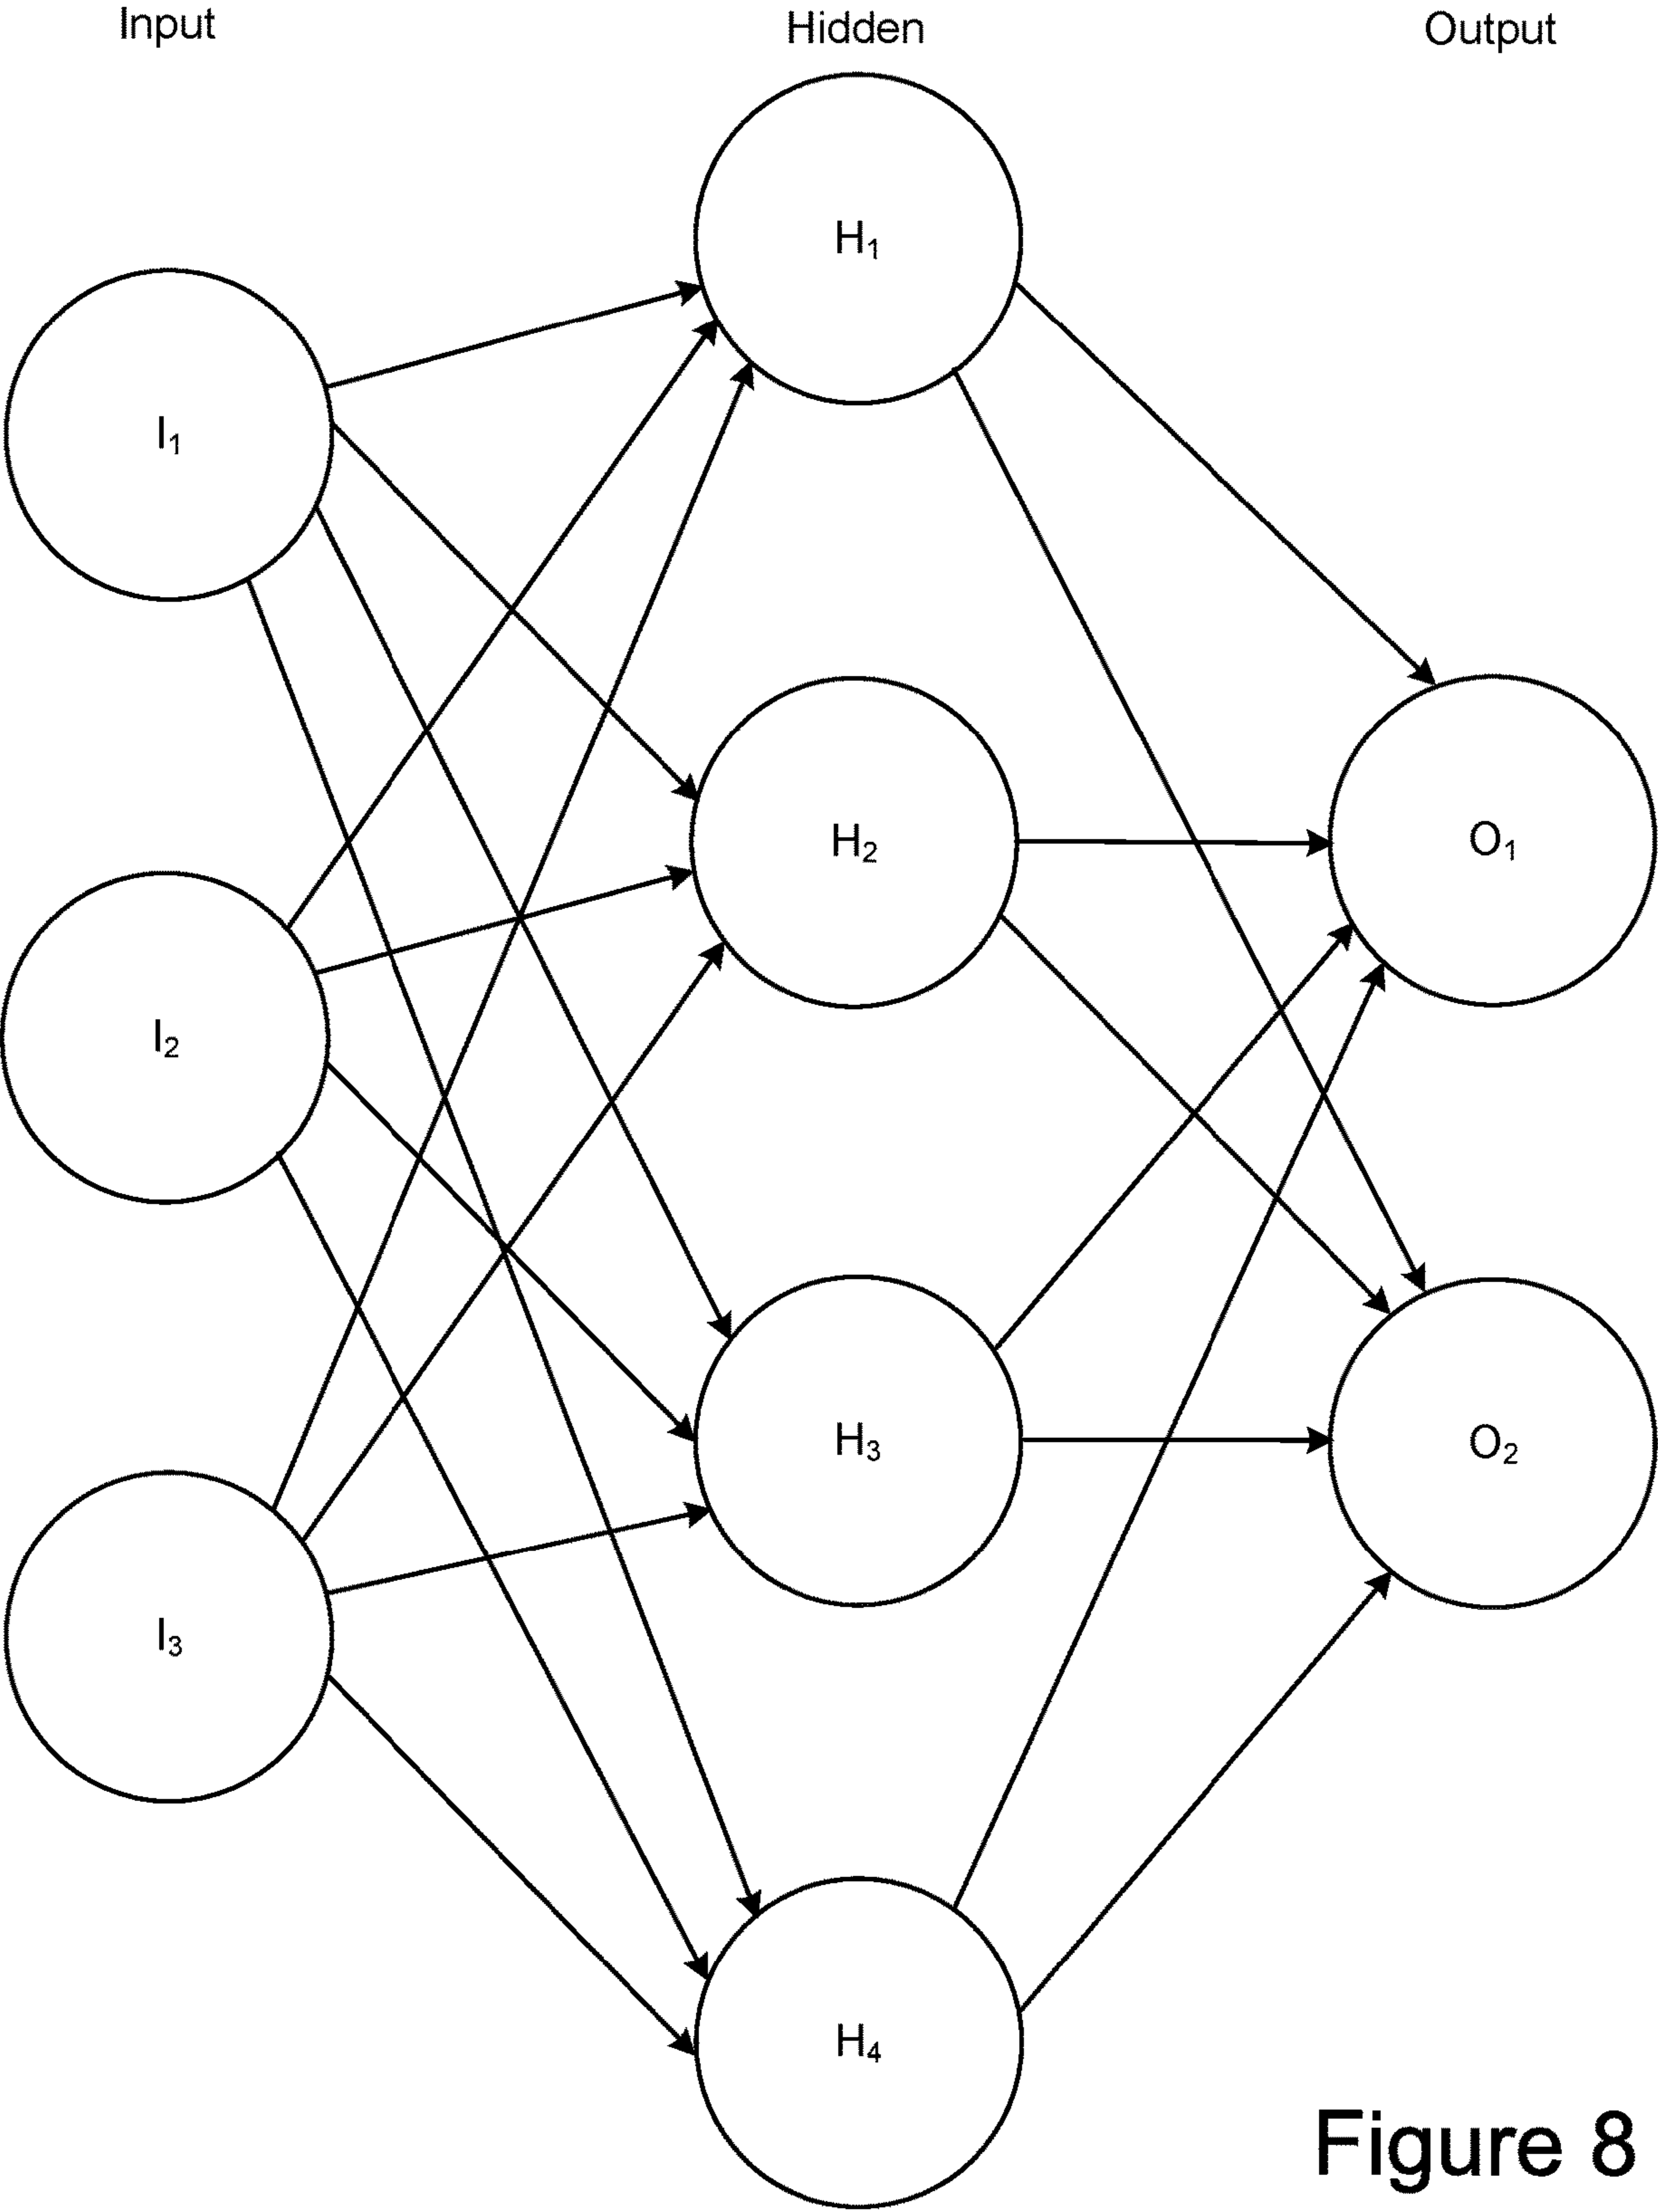 Input Hidden Output
H1
I1
H2 O1
I2
H3 O2
I3
H4
Figure 8